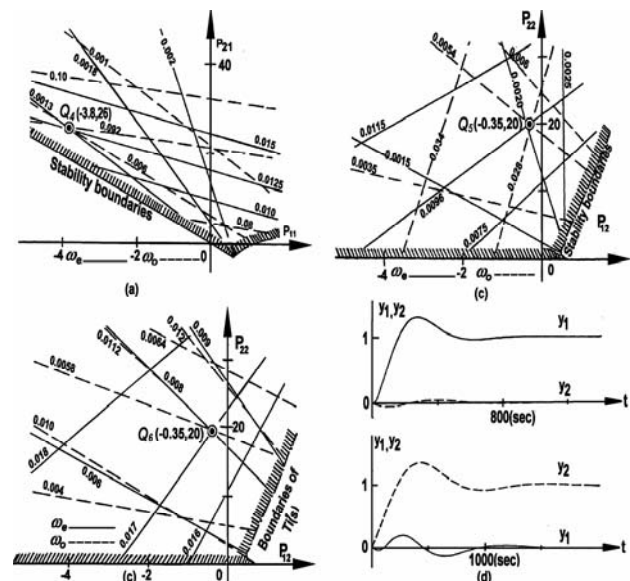 P21
40
0.002
0.001
0.0018
0.10
0.0013
Q4(-3.8,26)
0.092
0.006
0.015
0.0125
0.010
0.08
Stability boundaries
P11
-4 -2 0
ωe ωo
(a)
P22
0.0054
0.006
0.0020
0.0025
0.0115
Q5(-0.35,20) 20
0.034
0.0015
0.0035
0.028
0.0096
0.0075
Stability boundaries
P12
-4 -2 0
ωe ωo
(c)
P22
0.0064
0.012
0.009
0.0112
0.0058
0.008
Q6(-0.35,20) 20
0.010
0.018
0.006
0.004
0.017
0.016
Boundaries of
ωe
ωo
P12
-4 -2 0
(c)
y1,y2
1
y1
y2
0
800(sec)
t
y1,y2
1
y2
y1
0
1000(sec)
t
(d)